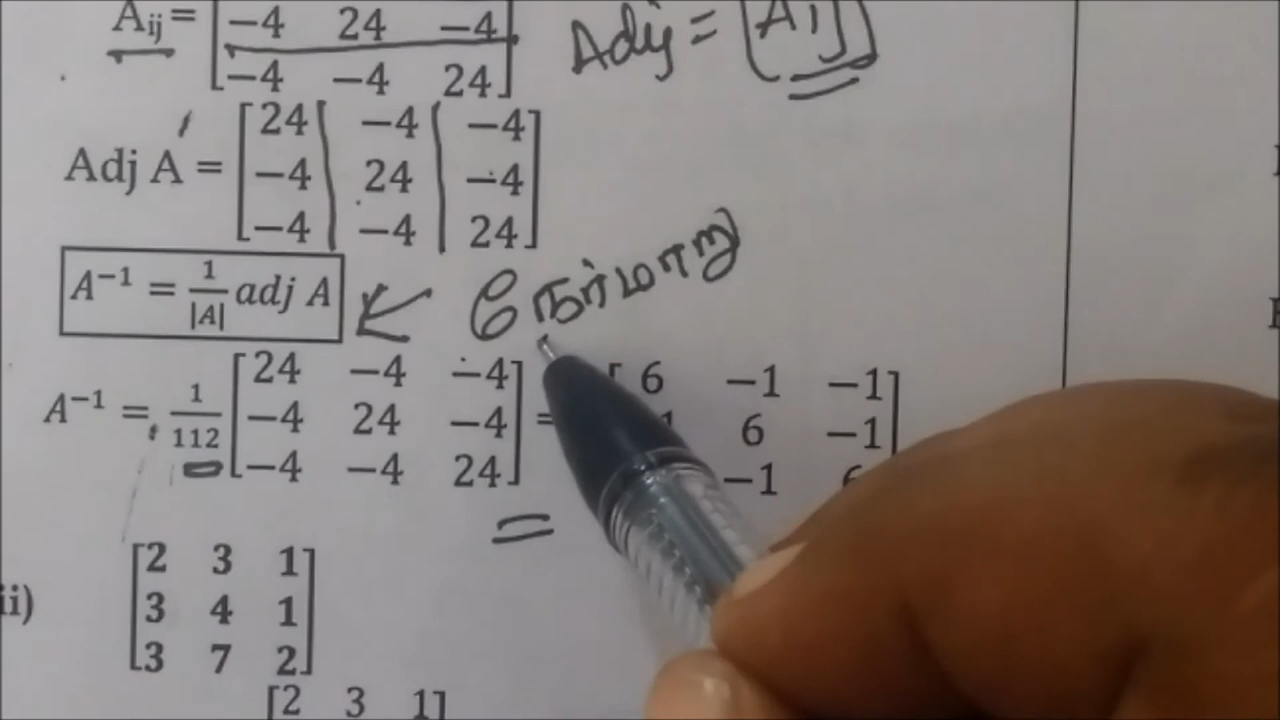 Aᵢⱼ = [−4 24 −4 Adij = [Aij]
−4 −4 24]
Adj A = [24 −4 −4]
[−4 24 −4]
[−4 −4 24]
A⁻¹ = 1/|A| adj A நேர்மாறு
A⁻¹ = 1/112 [24 −4 −4] = [6 −1 −1]
[−4 24 −4] 6 −1]
[−4 −4 24] −1
=
ii) [2 3 1]
[3 4 1]
[3 7 2]
[2 3 1]